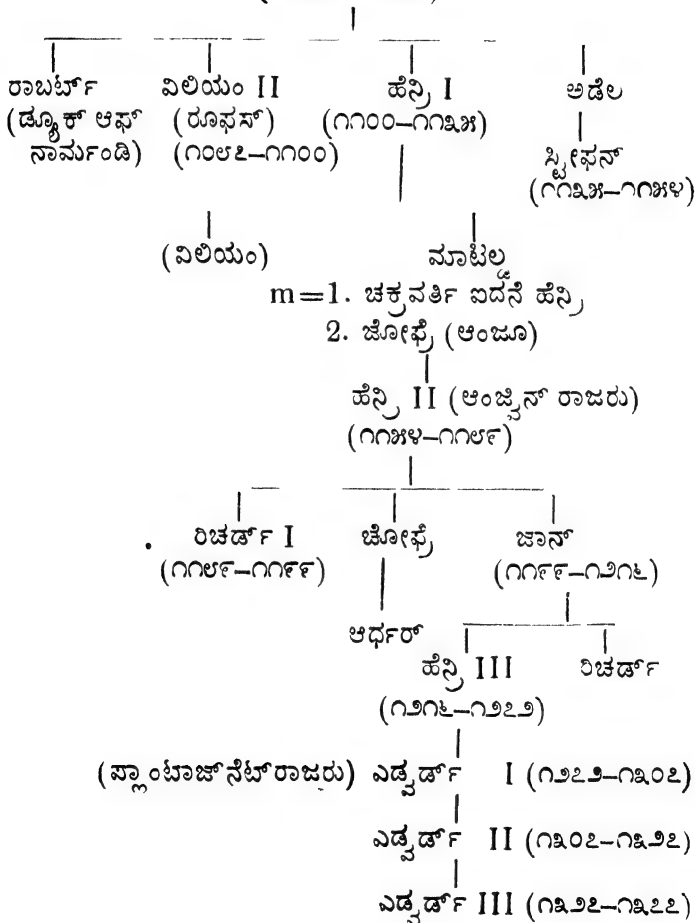 ರಾಬರ್ಟ್ ವಿಲಿಯಂ II ಹೆನ್ರಿ I ಅಡೆಲ
(ಡ್ಯೂಕ್ ಆಫ್ (ರೂಫಸ್) (೧೧೦೦–೧೧೩೫)
ನಾರ್ಮಂಡಿ) (೧೦೮೭–೧೧೦೦) ಸ್ಟೀಫನ್
(೧೧೩೫–೧೧೫೪)
(ವಿಲಿಯಂ) ಮಾಟಿಲ್ಡ
m=1. ಚಕ್ರವರ್ತಿ ಐದನೆ ಹೆನ್ರಿ
2. ಜೋಫ್ರೆ (ಆಂಜೂ)
ಹೆನ್ರಿ II (ಆಂಜ್ವಿನ್ ರಾಜರು)
(೧೧೫೪–೧೧೮೯)
ರಿಚರ್ಡ್ I ಚೋಫ್ರೆ ಜಾನ್
(೧೧೮೯–೧೧೯೯) (೧೧೯೯–೧೨೧೬)
ಆರ್ಥರ್
ಹೆನ್ರಿ III ರಿಚರ್ಡ್
(೧೨೧೬–೧೨೭೨)
(ಪ್ಲಾಂಟಾಜ್‌ನೆಟ್‌ರಾಜರು) ಎಡ್ವರ್ಡ್ I (೧೨೭೨–೧೩೦೭)
ಎಡ್ವರ್ಡ್ II (೧೩೦೭–೧೩೨೭)
ಎಡ್ವರ್ಡ್ III (೧೩೨೭–೧೩೭೭)